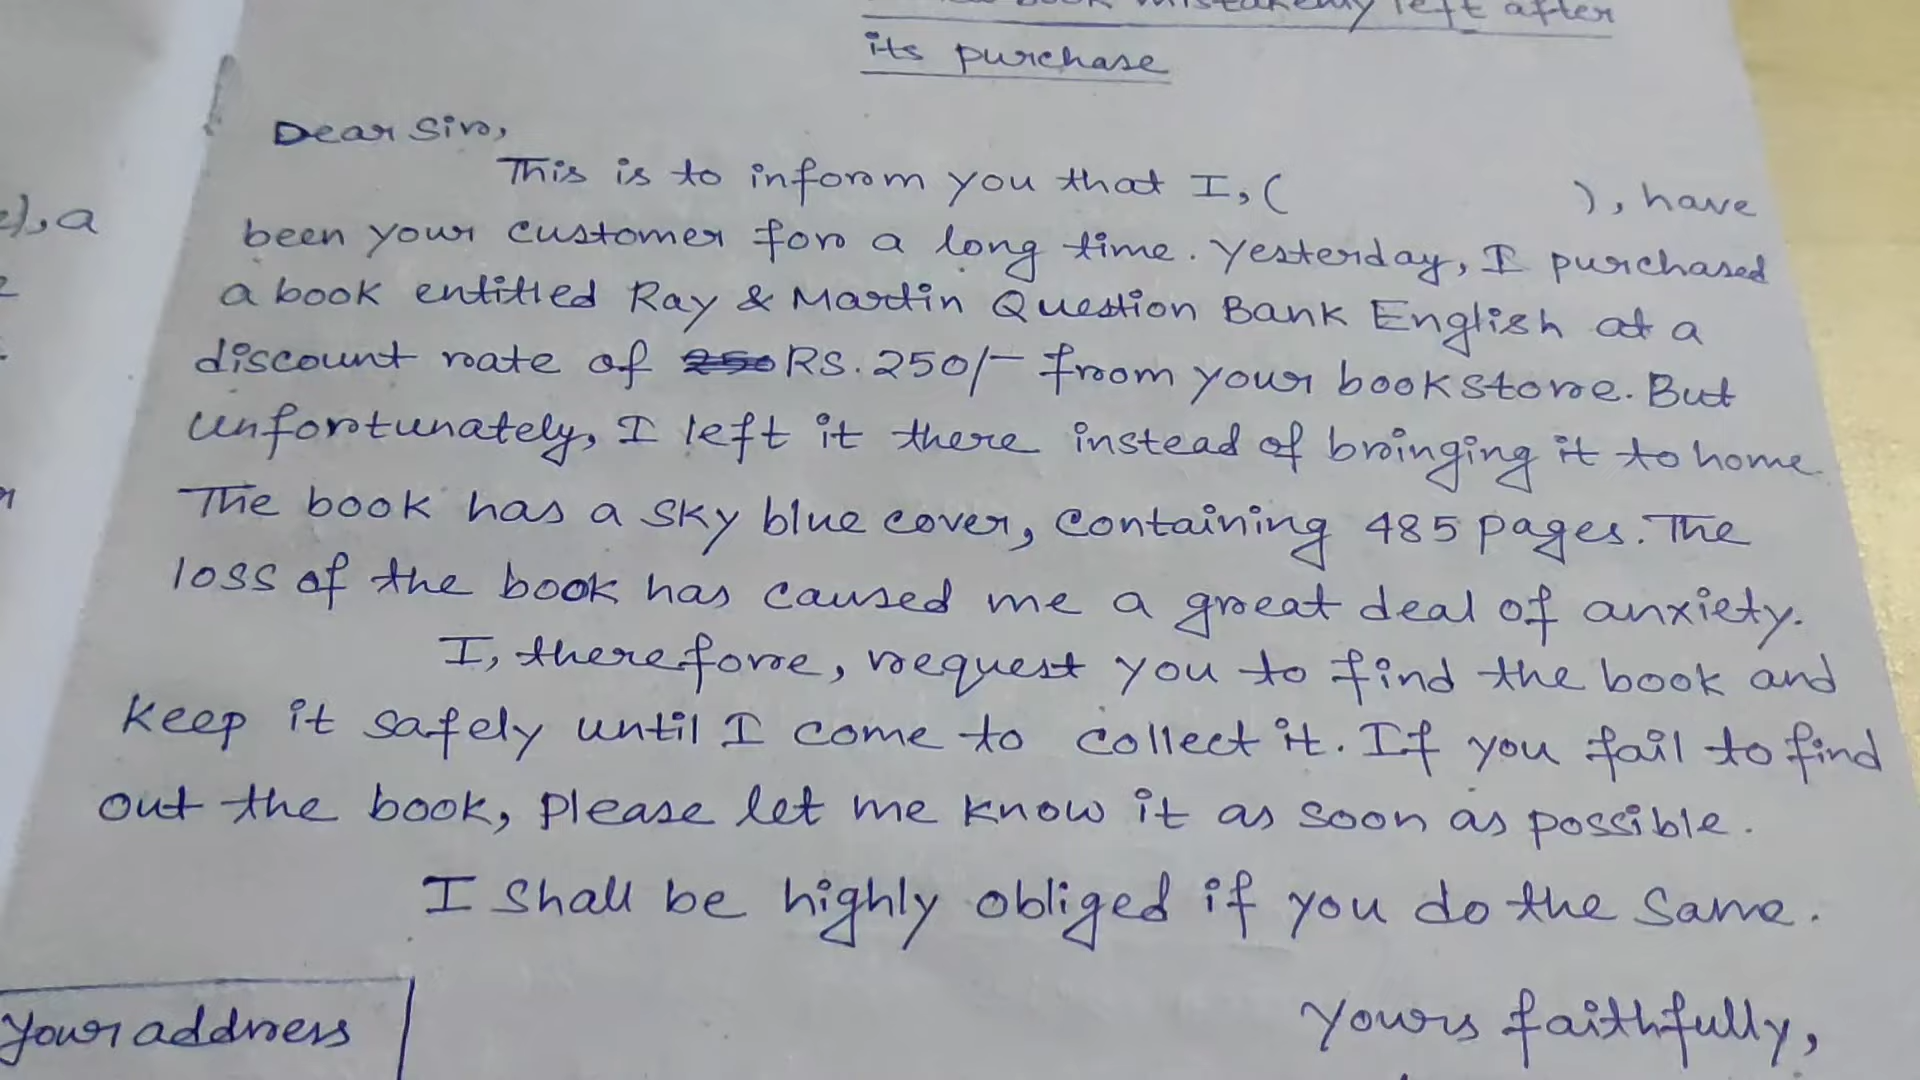 book mistakenly left after
its purchase
Dear Sir,
This is to inform you that I, ( ), have
been your customer for a long time. Yesterday, I purchased
a book entitled Ray & Martin Question Bank English at a
discount rate of 250 RS. 250/- from your bookstore. But
unfortunately, I left it there instead of bringing it to home.
The book has a sky blue cover, containing 485 pages. The
loss of the book has caused me a great deal of anxiety.
I, therefore, request you to find the book and
keep it safely until I come to collect it. If you fail to find
out the book, please let me know it as soon as possible.
I shall be highly obliged if you do the same.
Yours faithfully,
Your address
), a